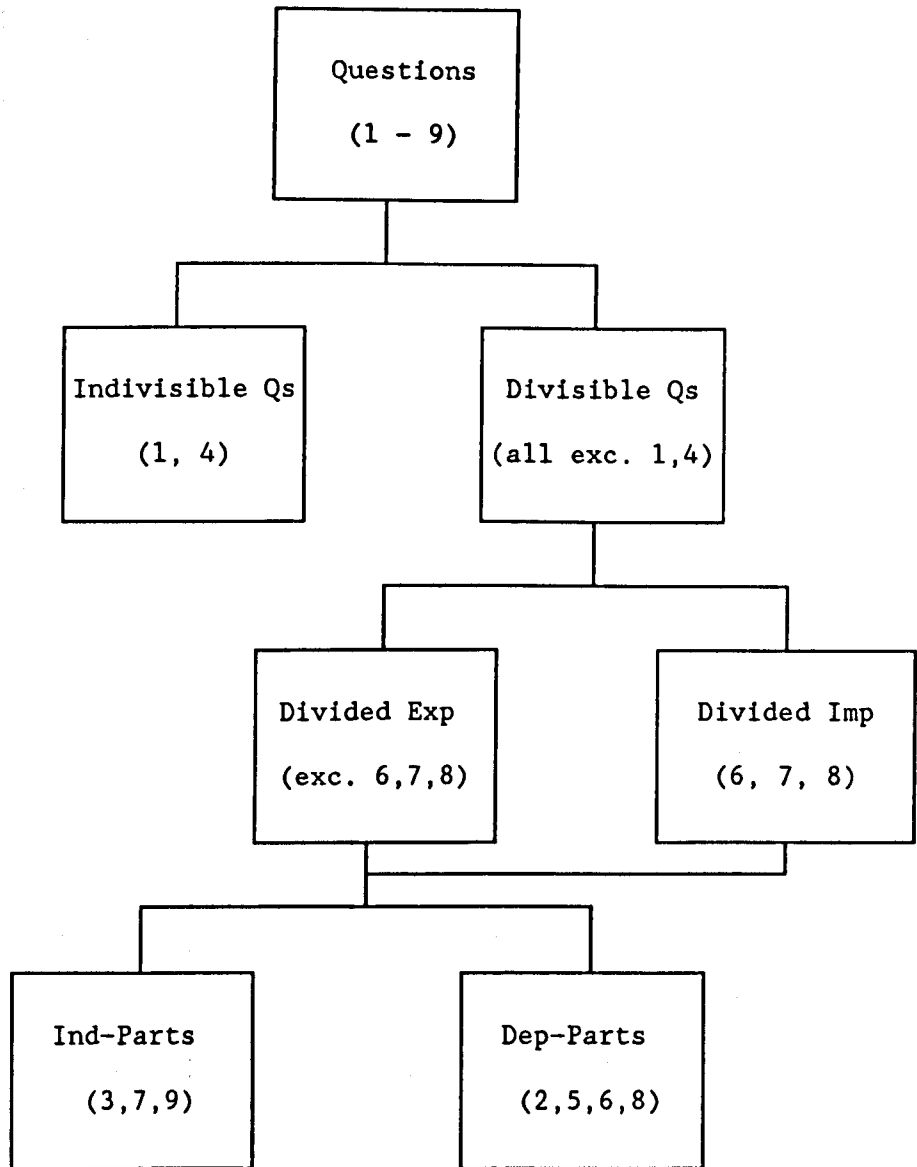 Questions
(1 - 9)
Indivisible Qs
(1, 4)
Divisible Qs
(all exc. 1,4)
Divided Exp
(exc. 6,7,8)
Divided Imp
(6, 7, 8)
Ind-Parts
(3,7,9)
Dep-Parts
(2,5,6,8)